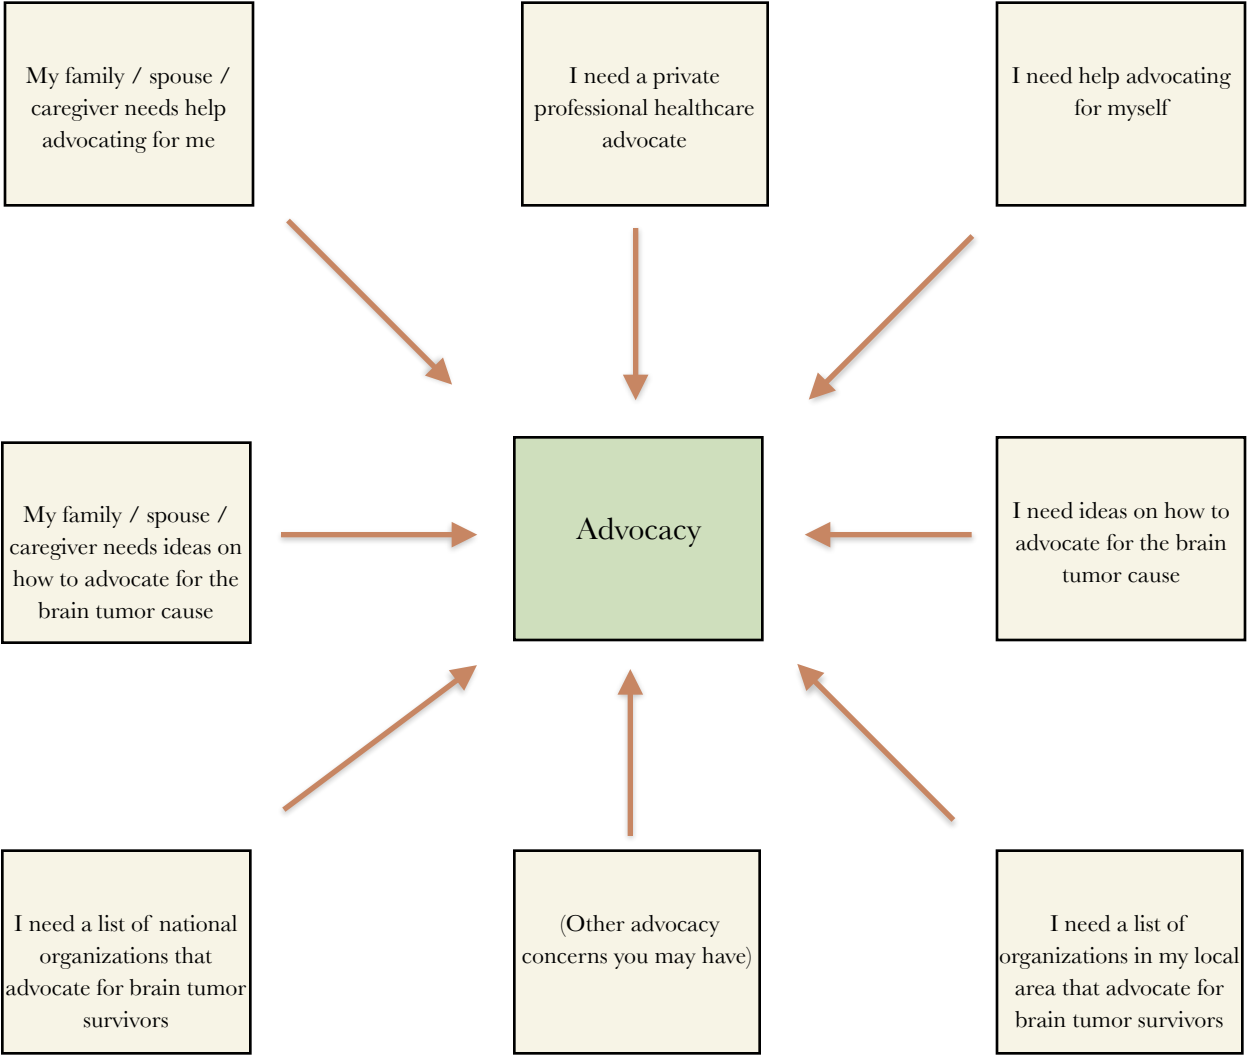 My family / spouse /
caregiver needs help
advocating for me
I need a private
professional healthcare
advocate
I need help advocating
for myself
My family / spouse /
caregiver needs ideas on
how to advocate for the
brain tumor cause
Advocacy
I need ideas on how to
advocate for the brain
tumor cause
I need a list of national
organizations that
advocate for brain tumor
survivors
(Other advocacy
concerns you may have)
I need a list of
organizations in my local
area that advocate for
brain tumor survivors